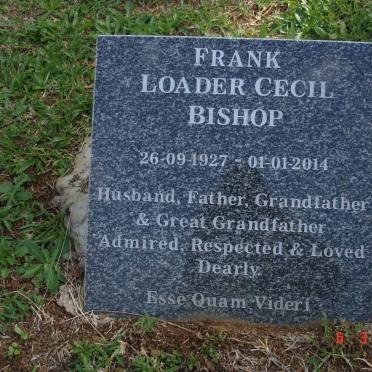 FRANK
LOADER CECIL
BISHOP
26-09-1927 - 01-01-2014
Husband, Father, Grandfather
& Great Grandfather
Admired, Respected & Loved
Dearly.
Esse Quam Videri